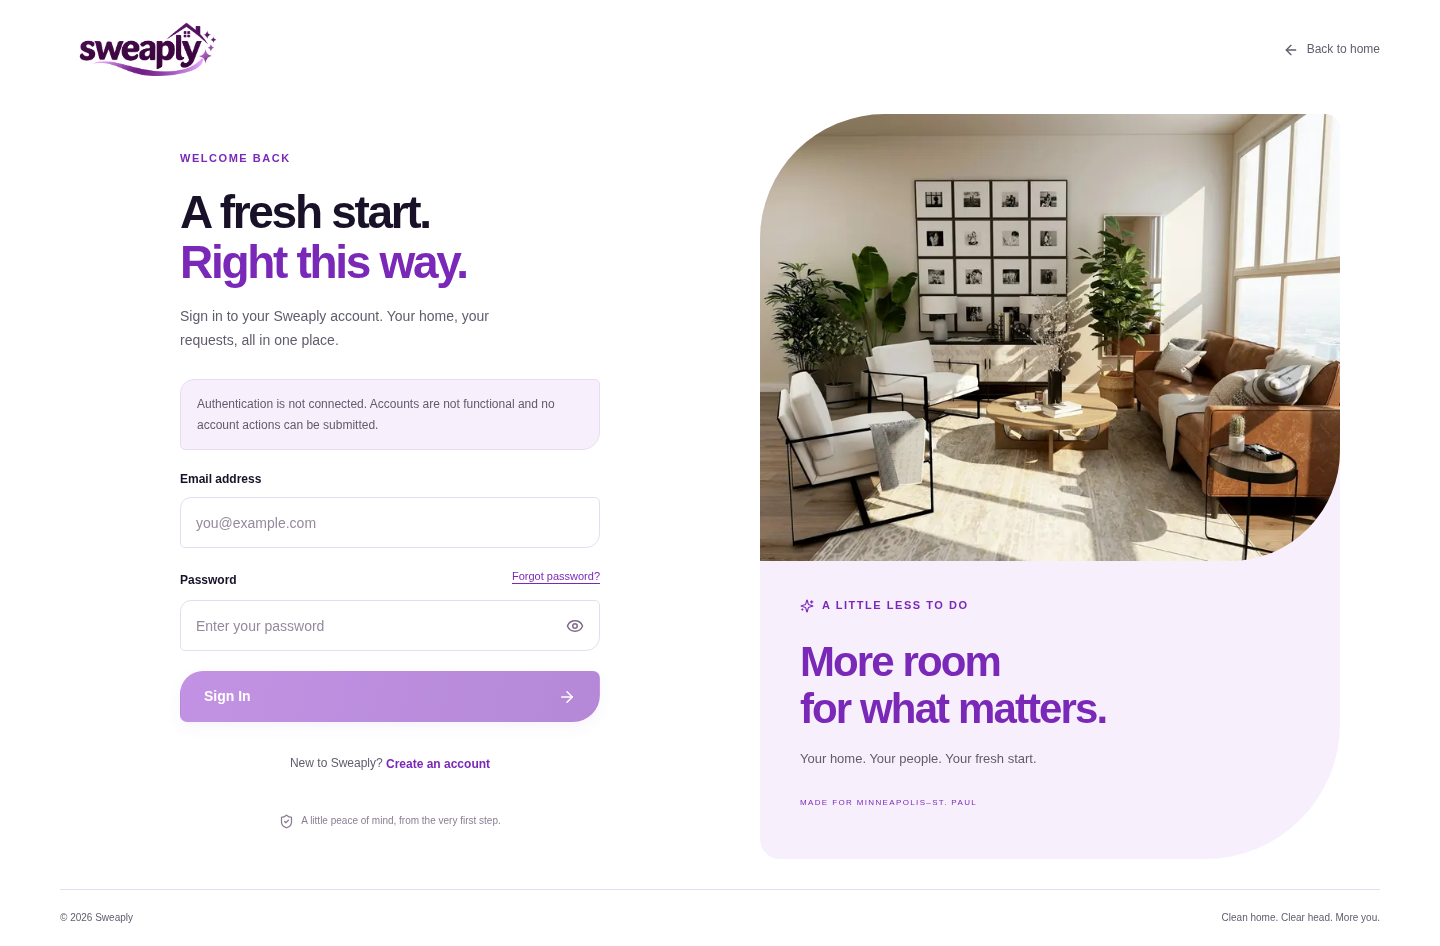 sweaply
Back to home
WELCOME BACK
A fresh start.
Right this way.
Sign in to your Sweaply account. Your home, your
requests, all in one place.
Authentication is not connected. Accounts are not functional and no
account actions can be submitted.
Email address
you@example.com
Password
Forgot password?
Enter your password
Sign In
New to Sweaply? Create an account
A little peace of mind, from the very first step.
A LITTLE LESS TO DO
More room
for what matters.
Your home. Your people. Your fresh start.
MADE FOR MINNEAPOLIS–ST. PAUL
© 2026 Sweaply
Clean home. Clear head. More you.